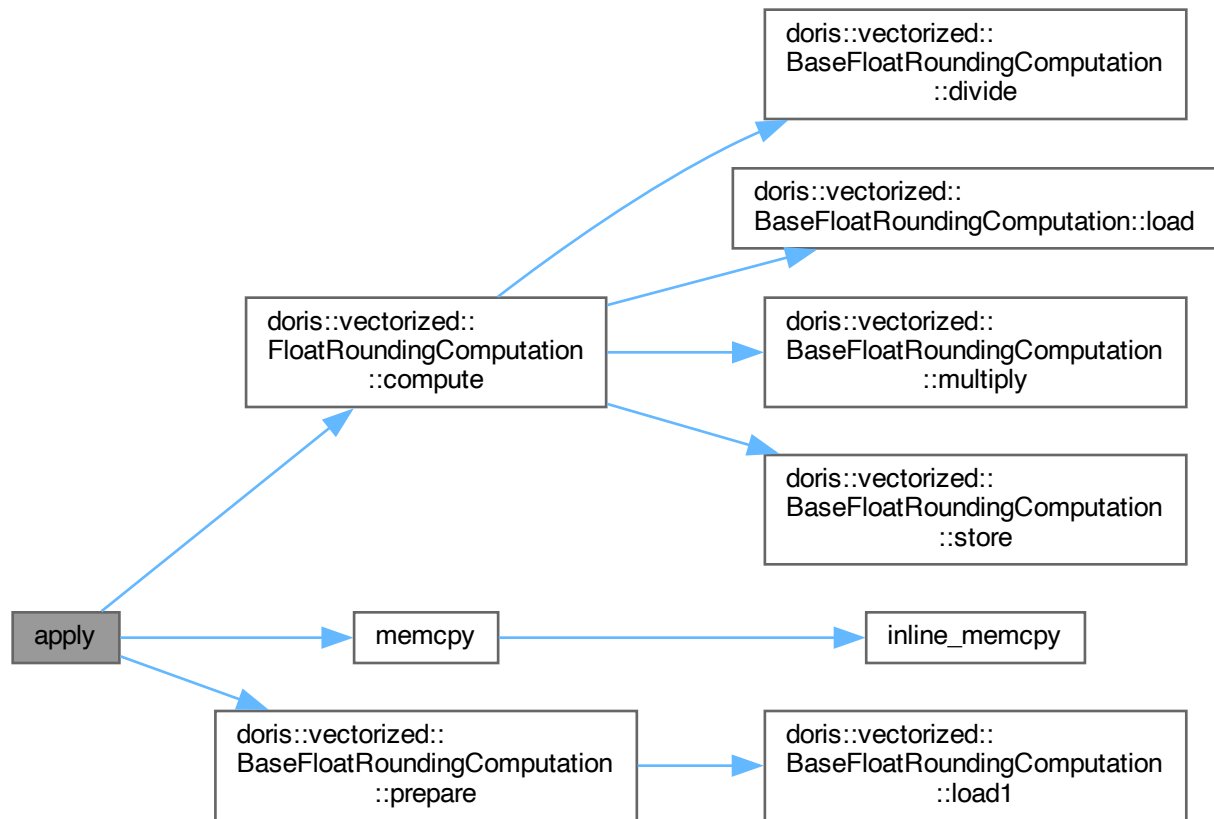 doris::vectorized::
BaseFloatRoundingComputation
::divide
doris::vectorized::
BaseFloatRoundingComputation::load
doris::vectorized::
FloatRoundingComputation
::compute
doris::vectorized::
BaseFloatRoundingComputation
::multiply
doris::vectorized::
BaseFloatRoundingComputation
::store
apply
memcpy
inline_memcpy
doris::vectorized::
BaseFloatRoundingComputation
::prepare
doris::vectorized::
BaseFloatRoundingComputation
::load1